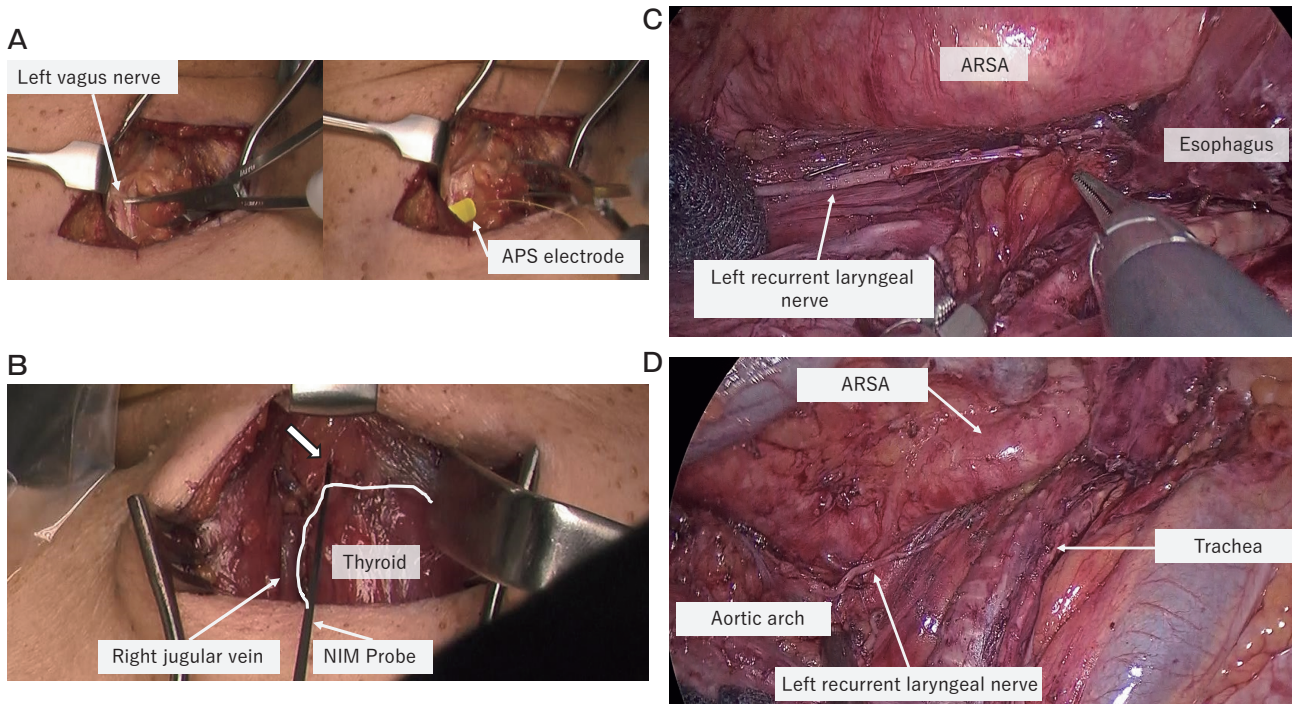 A
Left vagus nerve
APS electrode
B
Thyroid
Right jugular vein
NIM Probe
C
ARSA
Esophagus
Left recurrent laryngeal
nerve
D
ARSA
Trachea
Aortic arch
Left recurrent laryngeal nerve